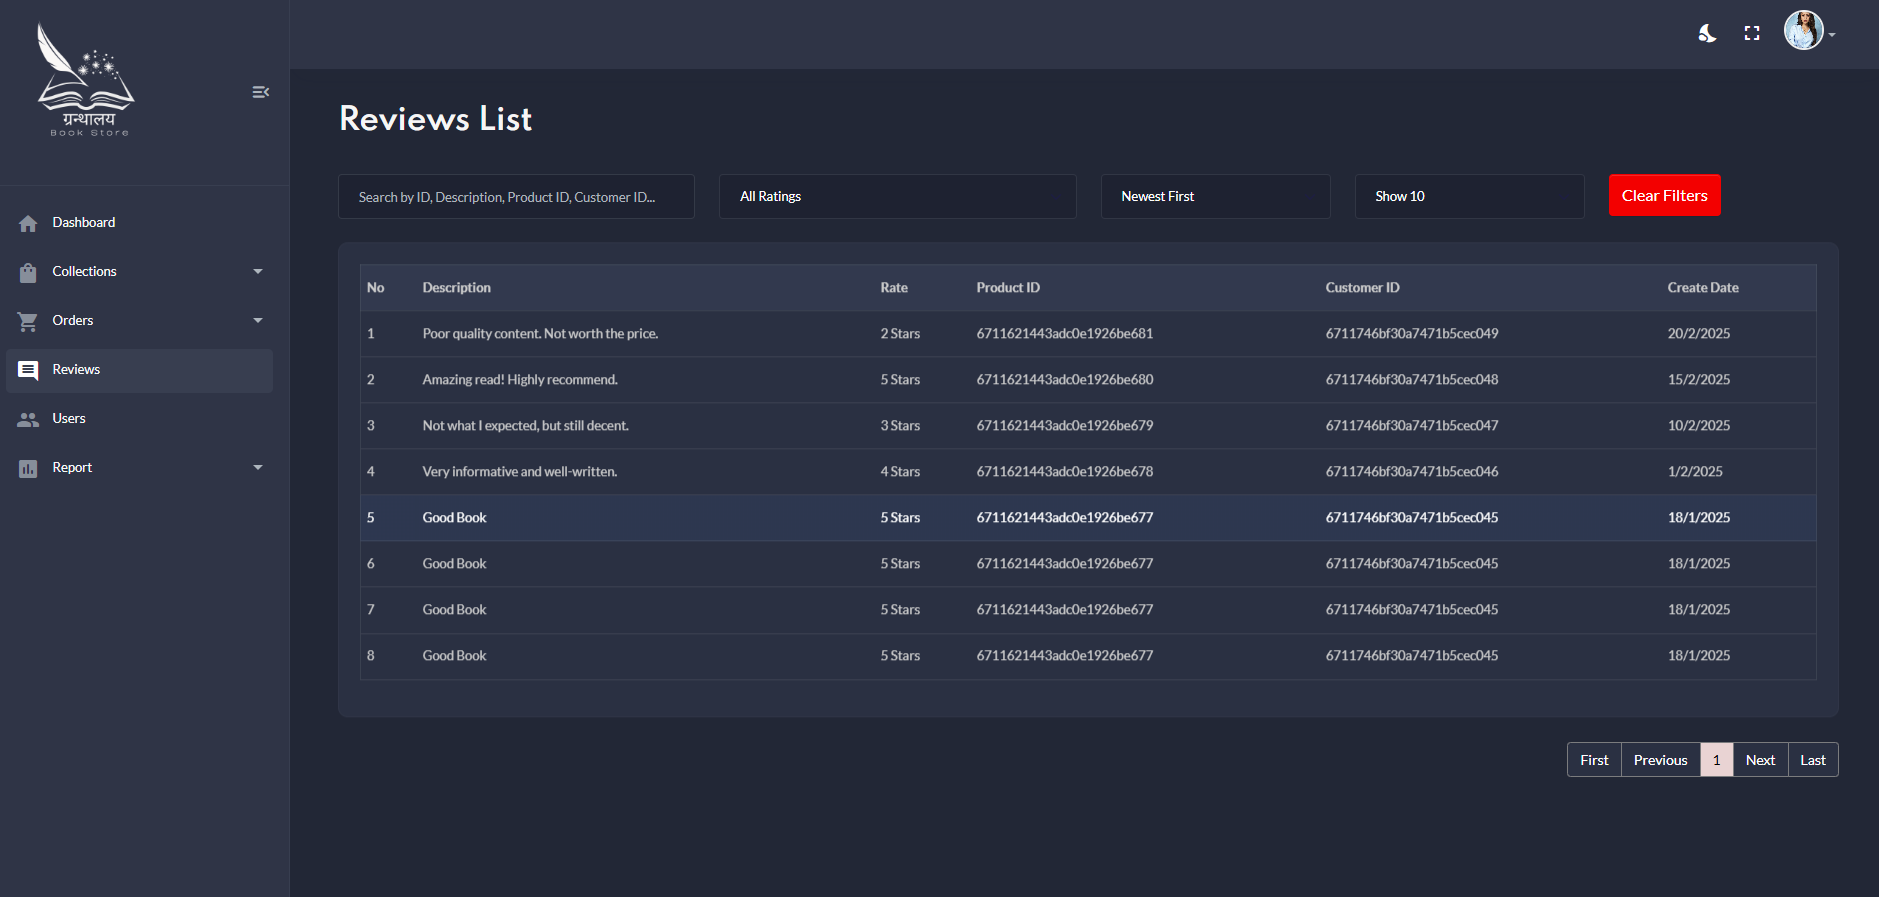 ग्रन्थालय
Book Store
Dashboard
Collections
Orders
Reviews
Users
Report
Reviews List
Search by ID, Description, Product ID, Customer ID...
All Ratings
Newest First
Show 10
Clear Filters
No Description Rate Product ID Customer ID Create Date
1 Poor quality content. Not worth the price. 2 Stars 6711621443adc0e1926be681 6711746bf30a7471b5cec049 20/2/2025
2 Amazing read! Highly recommend. 5 Stars 6711621443adc0e1926be680 6711746bf30a7471b5cec048 15/2/2025
3 Not what I expected, but still decent. 3 Stars 6711621443adc0e1926be679 6711746bf30a7471b5cec047 10/2/2025
4 Very informative and well-written. 4 Stars 6711621443adc0e1926be678 6711746bf30a7471b5cec046 1/2/2025
5 Good Book 5 Stars 6711621443adc0e1926be677 6711746bf30a7471b5cec045 18/1/2025
6 Good Book 5 Stars 6711621443adc0e1926be677 6711746bf30a7471b5cec045 18/1/2025
7 Good Book 5 Stars 6711621443adc0e1926be677 6711746bf30a7471b5cec045 18/1/2025
8 Good Book 5 Stars 6711621443adc0e1926be677 6711746bf30a7471b5cec045 18/1/2025
First Previous 1 Next Last